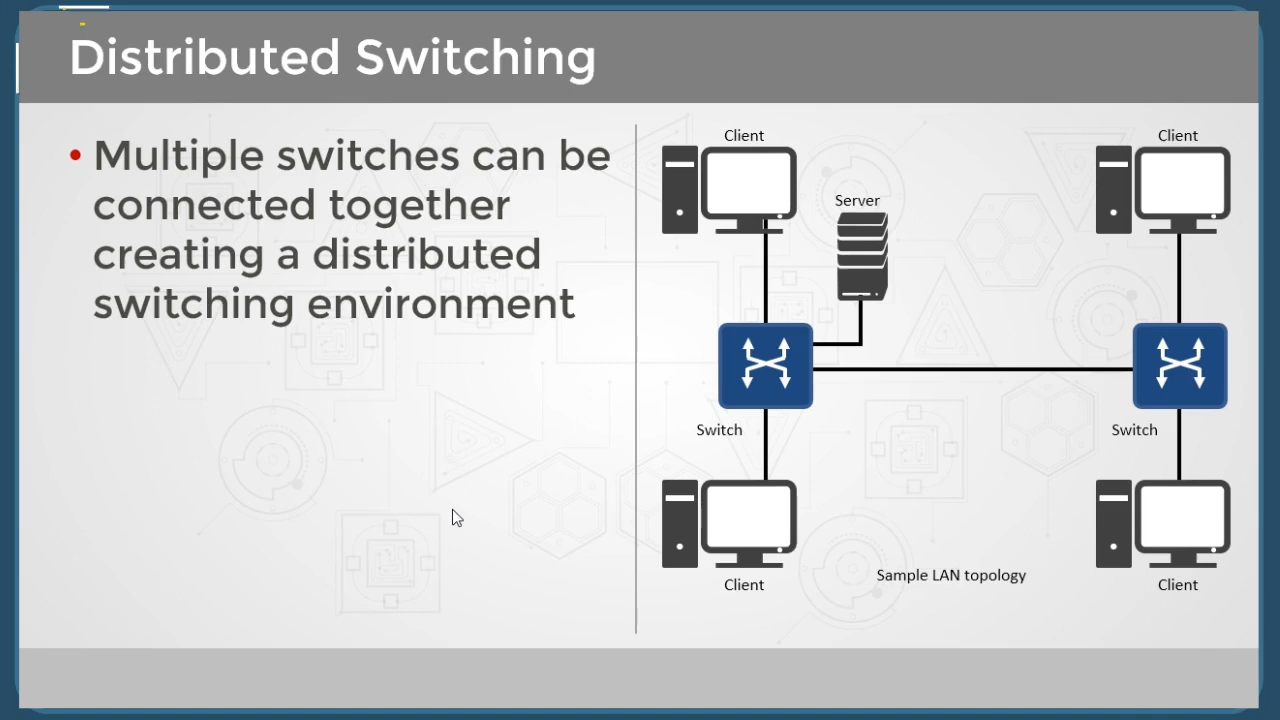 Distributed Switching
• Multiple switches can be
connected together
creating a distributed
switching environment
Client
Client
Server
Switch
Switch
Client
Sample LAN topology
Client